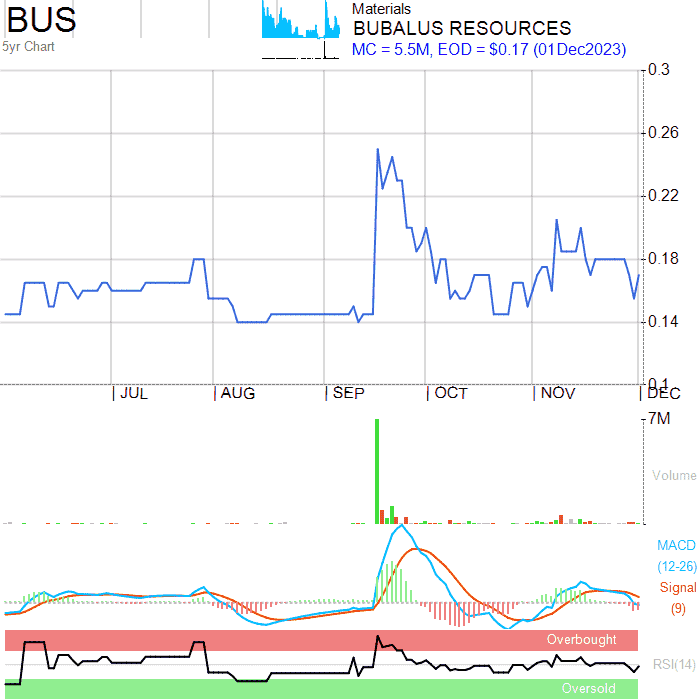 BUS
5yr Chart
Materials
BUBALUS RESOURCES
MC = 5.5M, EOD = $0.17 (01Dec2023)
0.3
0.26
0.22
0.18
0.14
0.1
JUL AUG SEP OCT NOV DEC
7M
Volume
MACD
(12-26)
Signal
(9)
Overbought
RSI(14)
Oversold